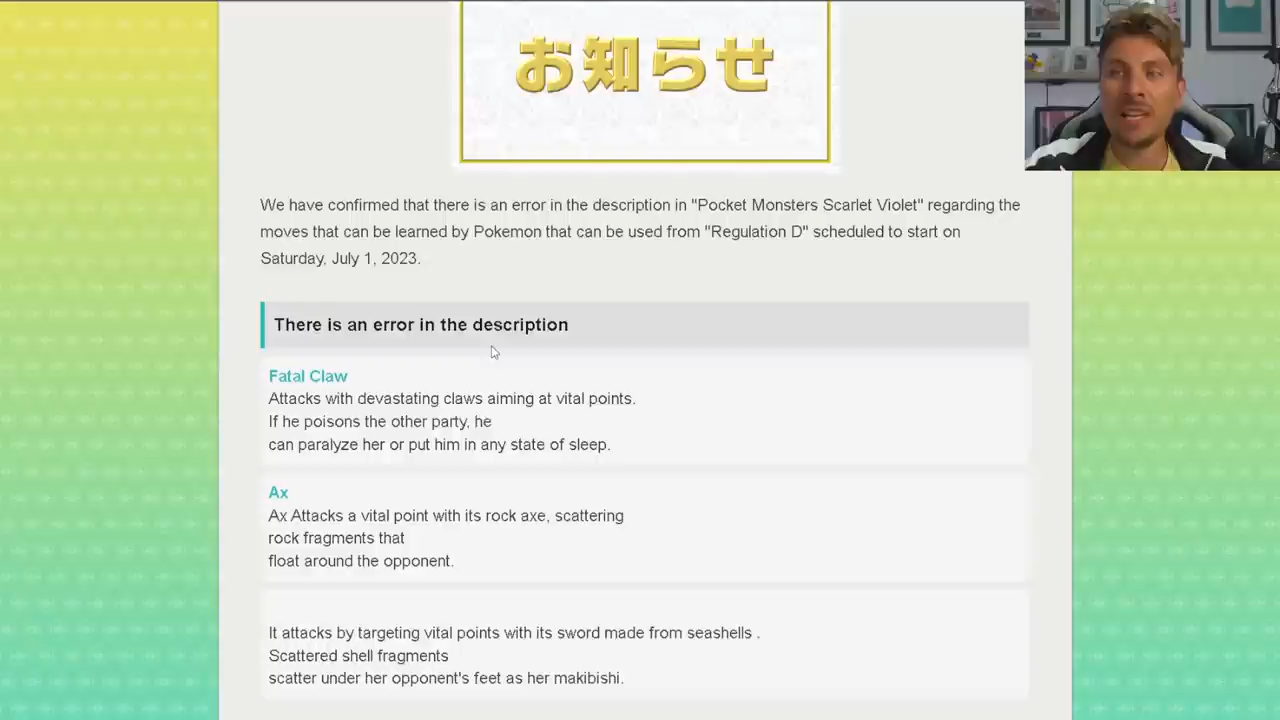 お知らせ
We have confirmed that there is an error in the description in "Pocket Monsters Scarlet Violet" regarding the
moves that can be learned by Pokemon that can be used from "Regulation D" scheduled to start on
Saturday, July 1, 2023.
There is an error in the description
Fatal Claw
Attacks with devastating claws aiming at vital points.
If he poisons the other party, he
can paralyze her or put him in any state of sleep.
Ax
Ax Attacks a vital point with its rock axe, scattering
rock fragments that
float around the opponent.
It attacks by targeting vital points with its sword made from seashells .
Scattered shell fragments
scatter under her opponent's feet as her makibishi.